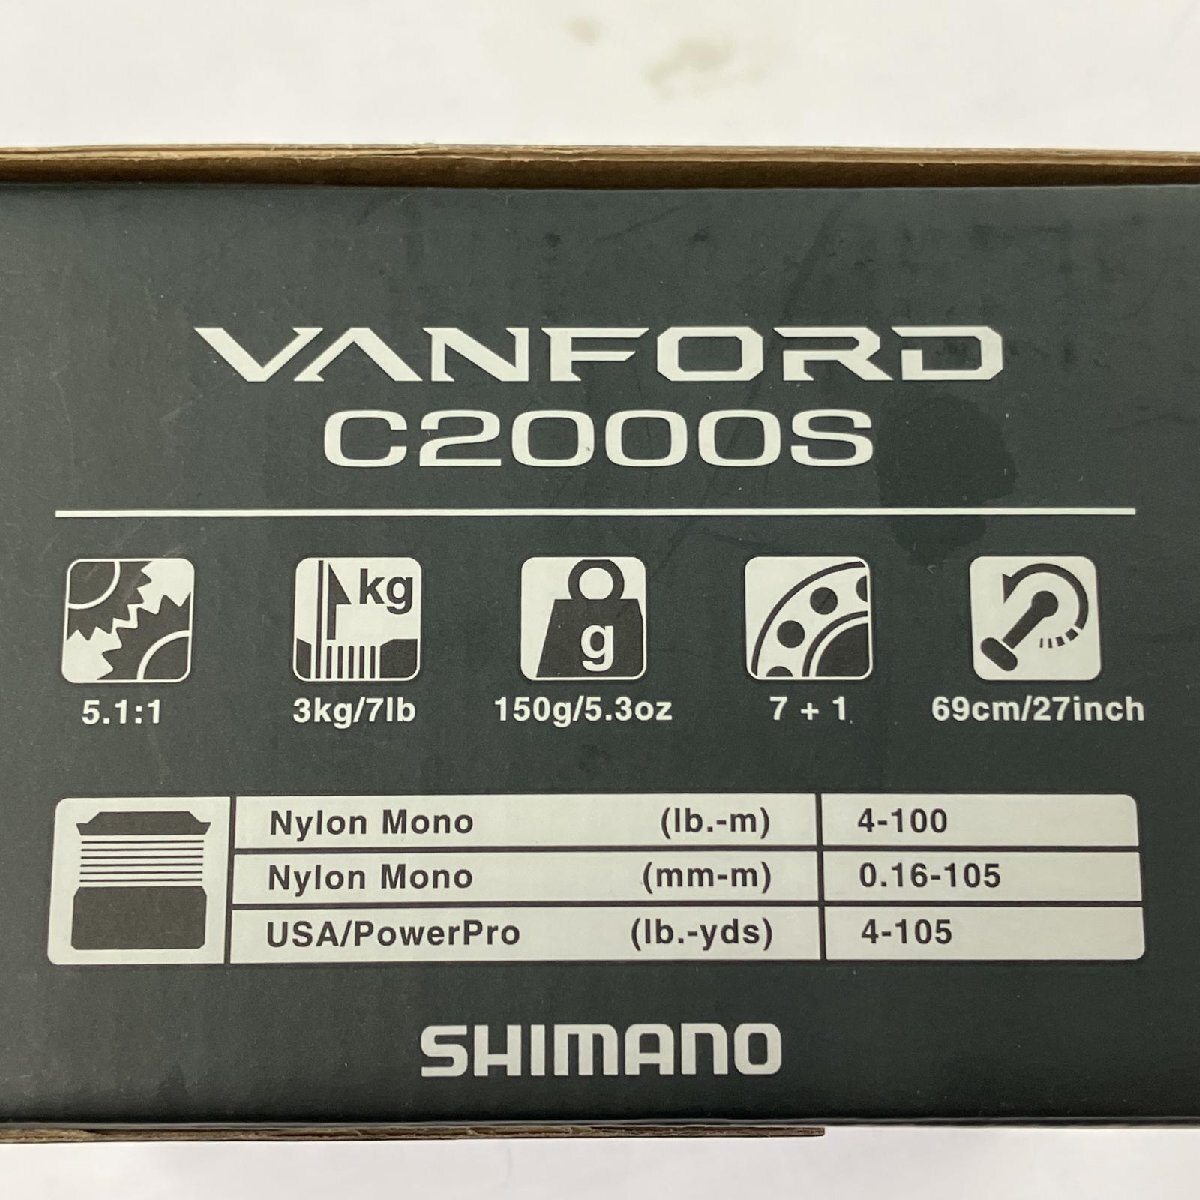 VANFORD
C2000S
kg
g
5.1:1 3kg/7lb 150g/5.3oz 7 + 1 69cm/27inch
Nylon Mono (lb.-m) 4-100
Nylon Mono (mm-m) 0.16-105
USA/PowerPro (lb.-yds) 4-105
SHIMANO